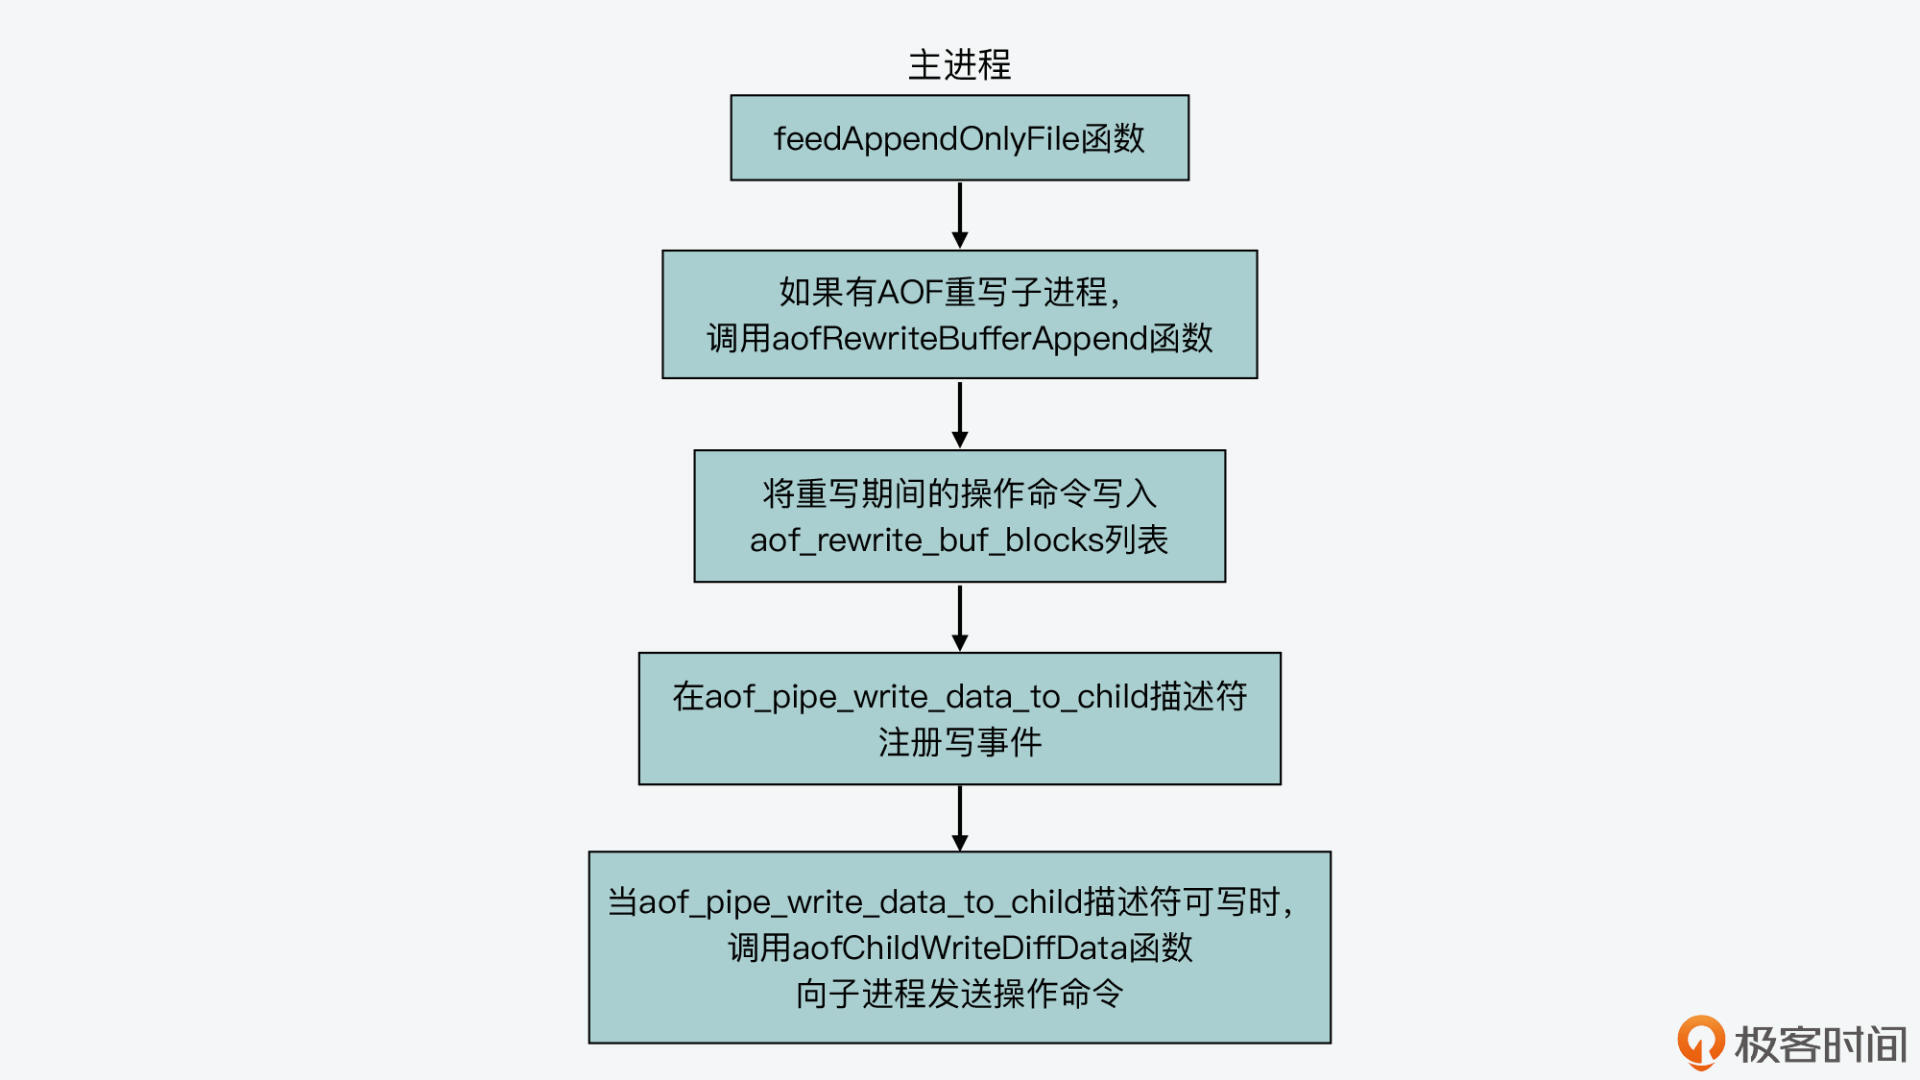 主进程
feedAppendOnlyFile函数
如果有AOF重写子进程，
调用aofRewriteBufferAppend函数
将重写期间的操作命令写入
aof_rewrite_buf_blocks列表
在aof_pipe_write_data_to_child描述符
注册写事件
当aof_pipe_write_data_to_child描述符可写时，
调用aofChildWriteDiffData函数
向子进程发送操作命令
极客时间